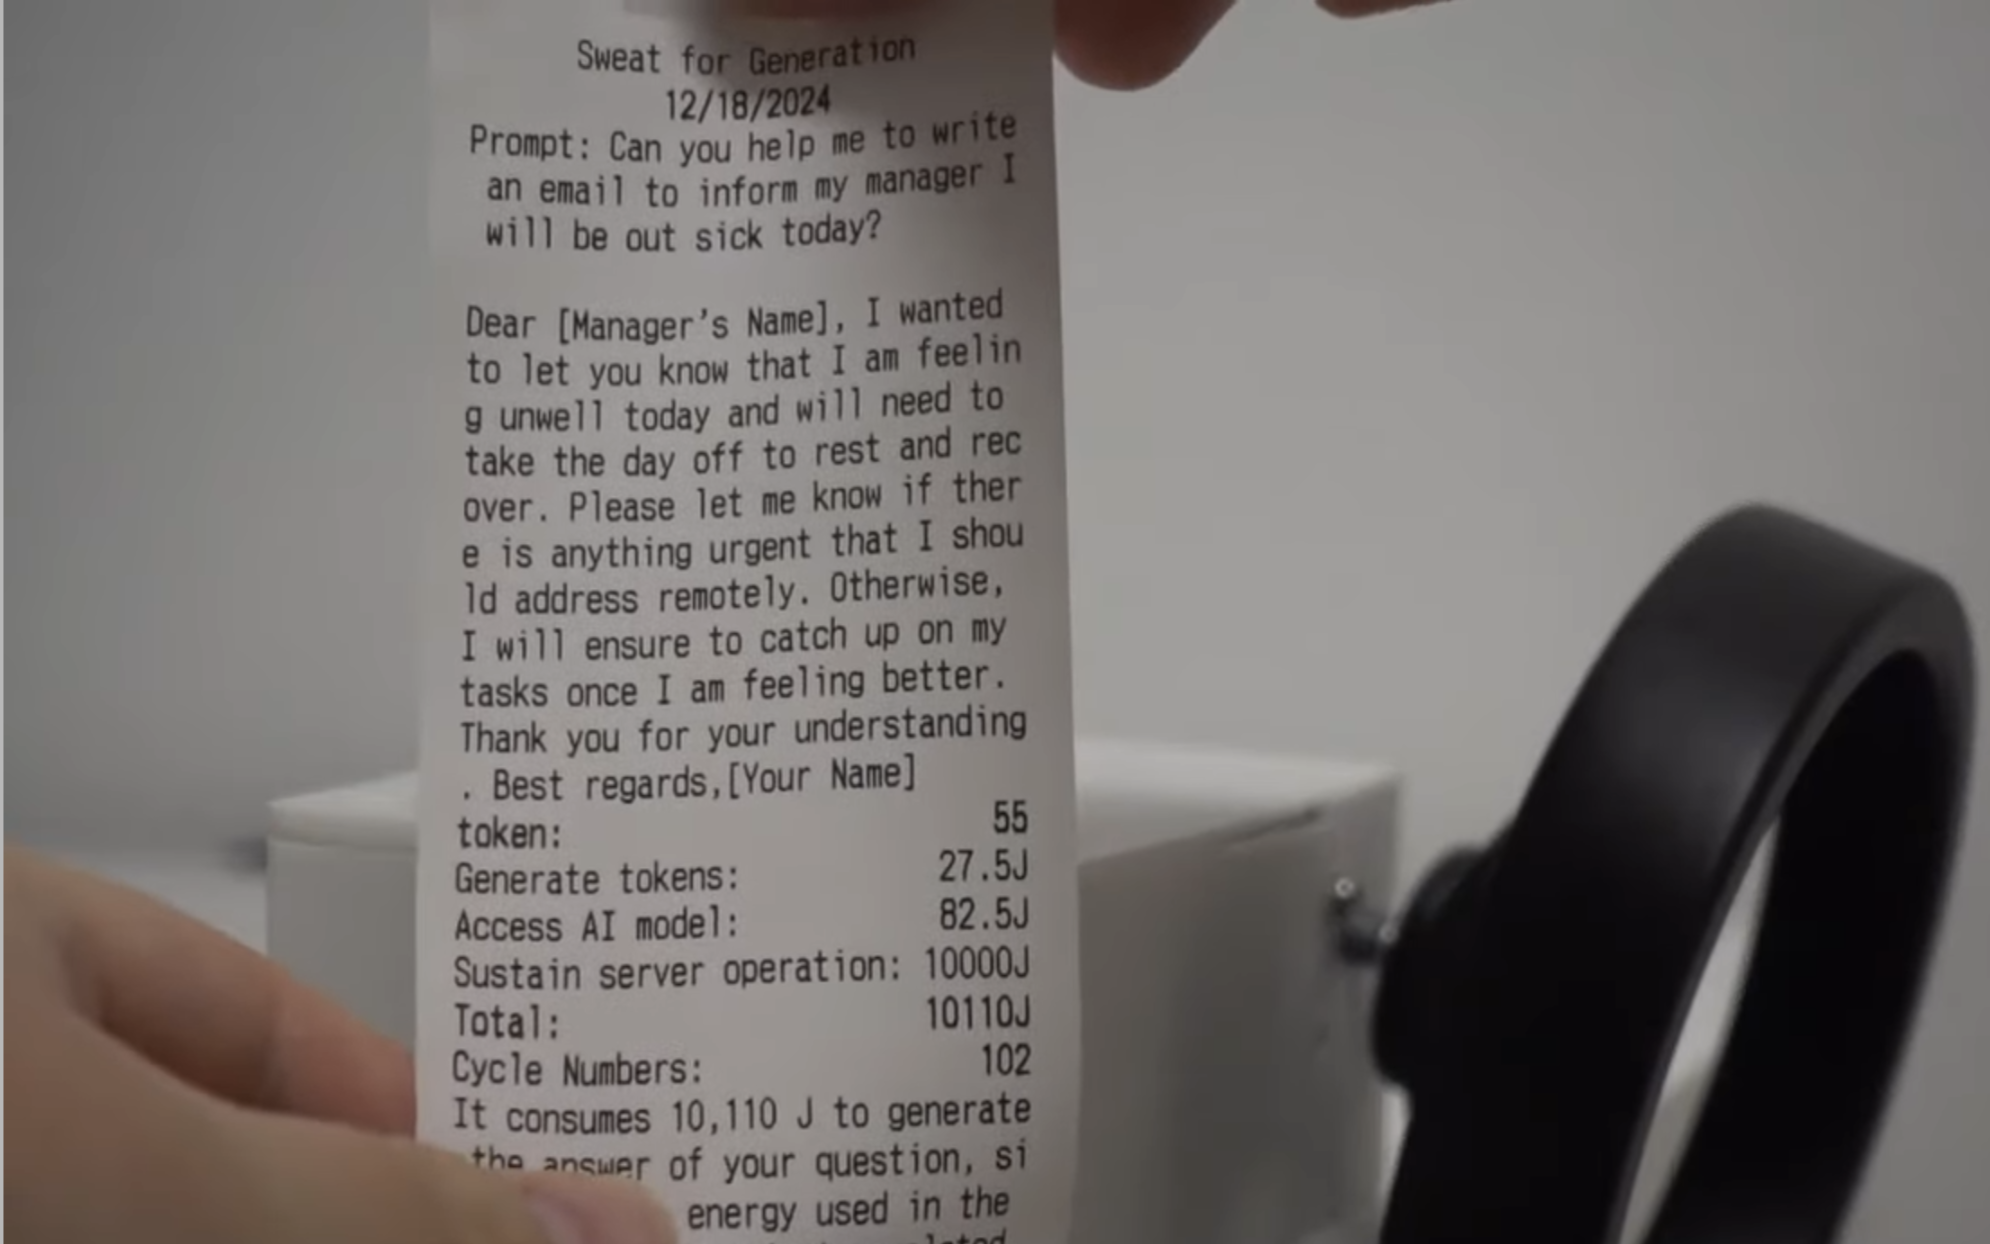 Sweat for Generation
12/18/2024
Prompt: Can you help me to write
an email to inform my manager I
will be out sick today?
Dear [Manager's Name], I wanted
to let you know that I am feelin
g unwell today and will need to
take the day off to rest and rec
over. Please let me know if ther
e is anything urgent that I shou
ld address remotely. Otherwise,
I will ensure to catch up on my
tasks once I am feeling better.
Thank you for your understanding
. Best regards,[Your Name]
token: 55
Generate tokens: 27.5J
Access AI model: 82.5J
Sustain server operation: 10000J
Total: 10110J
Cycle Numbers: 102
It consumes 10,110 J to generate
the answer of your question, si
energy used in the